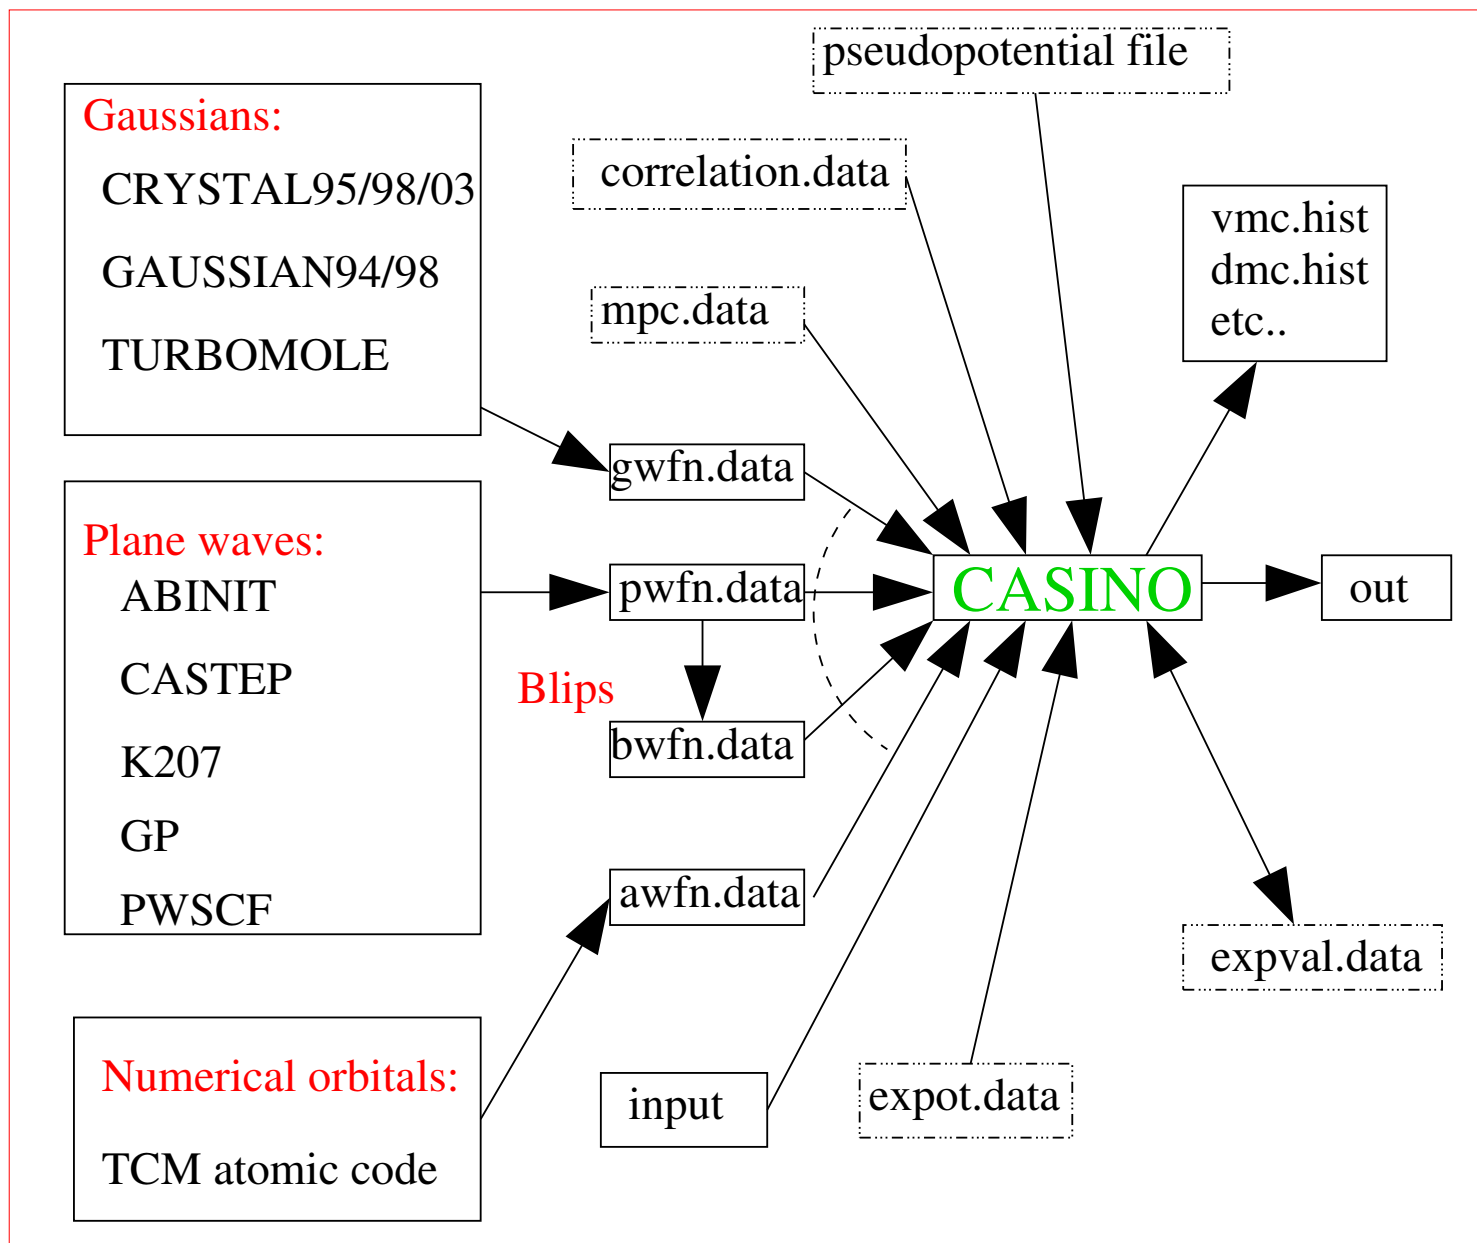 pseudopotential file
Gaussians:
CRYSTAL95/98/03
GAUSSIAN94/98
TURBOMOLE
correlation.data
mpc.data
vmc.hist
dmc.hist
etc..
gwfn.data
Plane waves:
ABINIT
CASTEP
K207
GP
PWSCF
pwfn.data
Blips
bwfn.data
CASINO
out
awfn.data
expval.data
Numerical orbitals:
TCM atomic code
input
expot.data